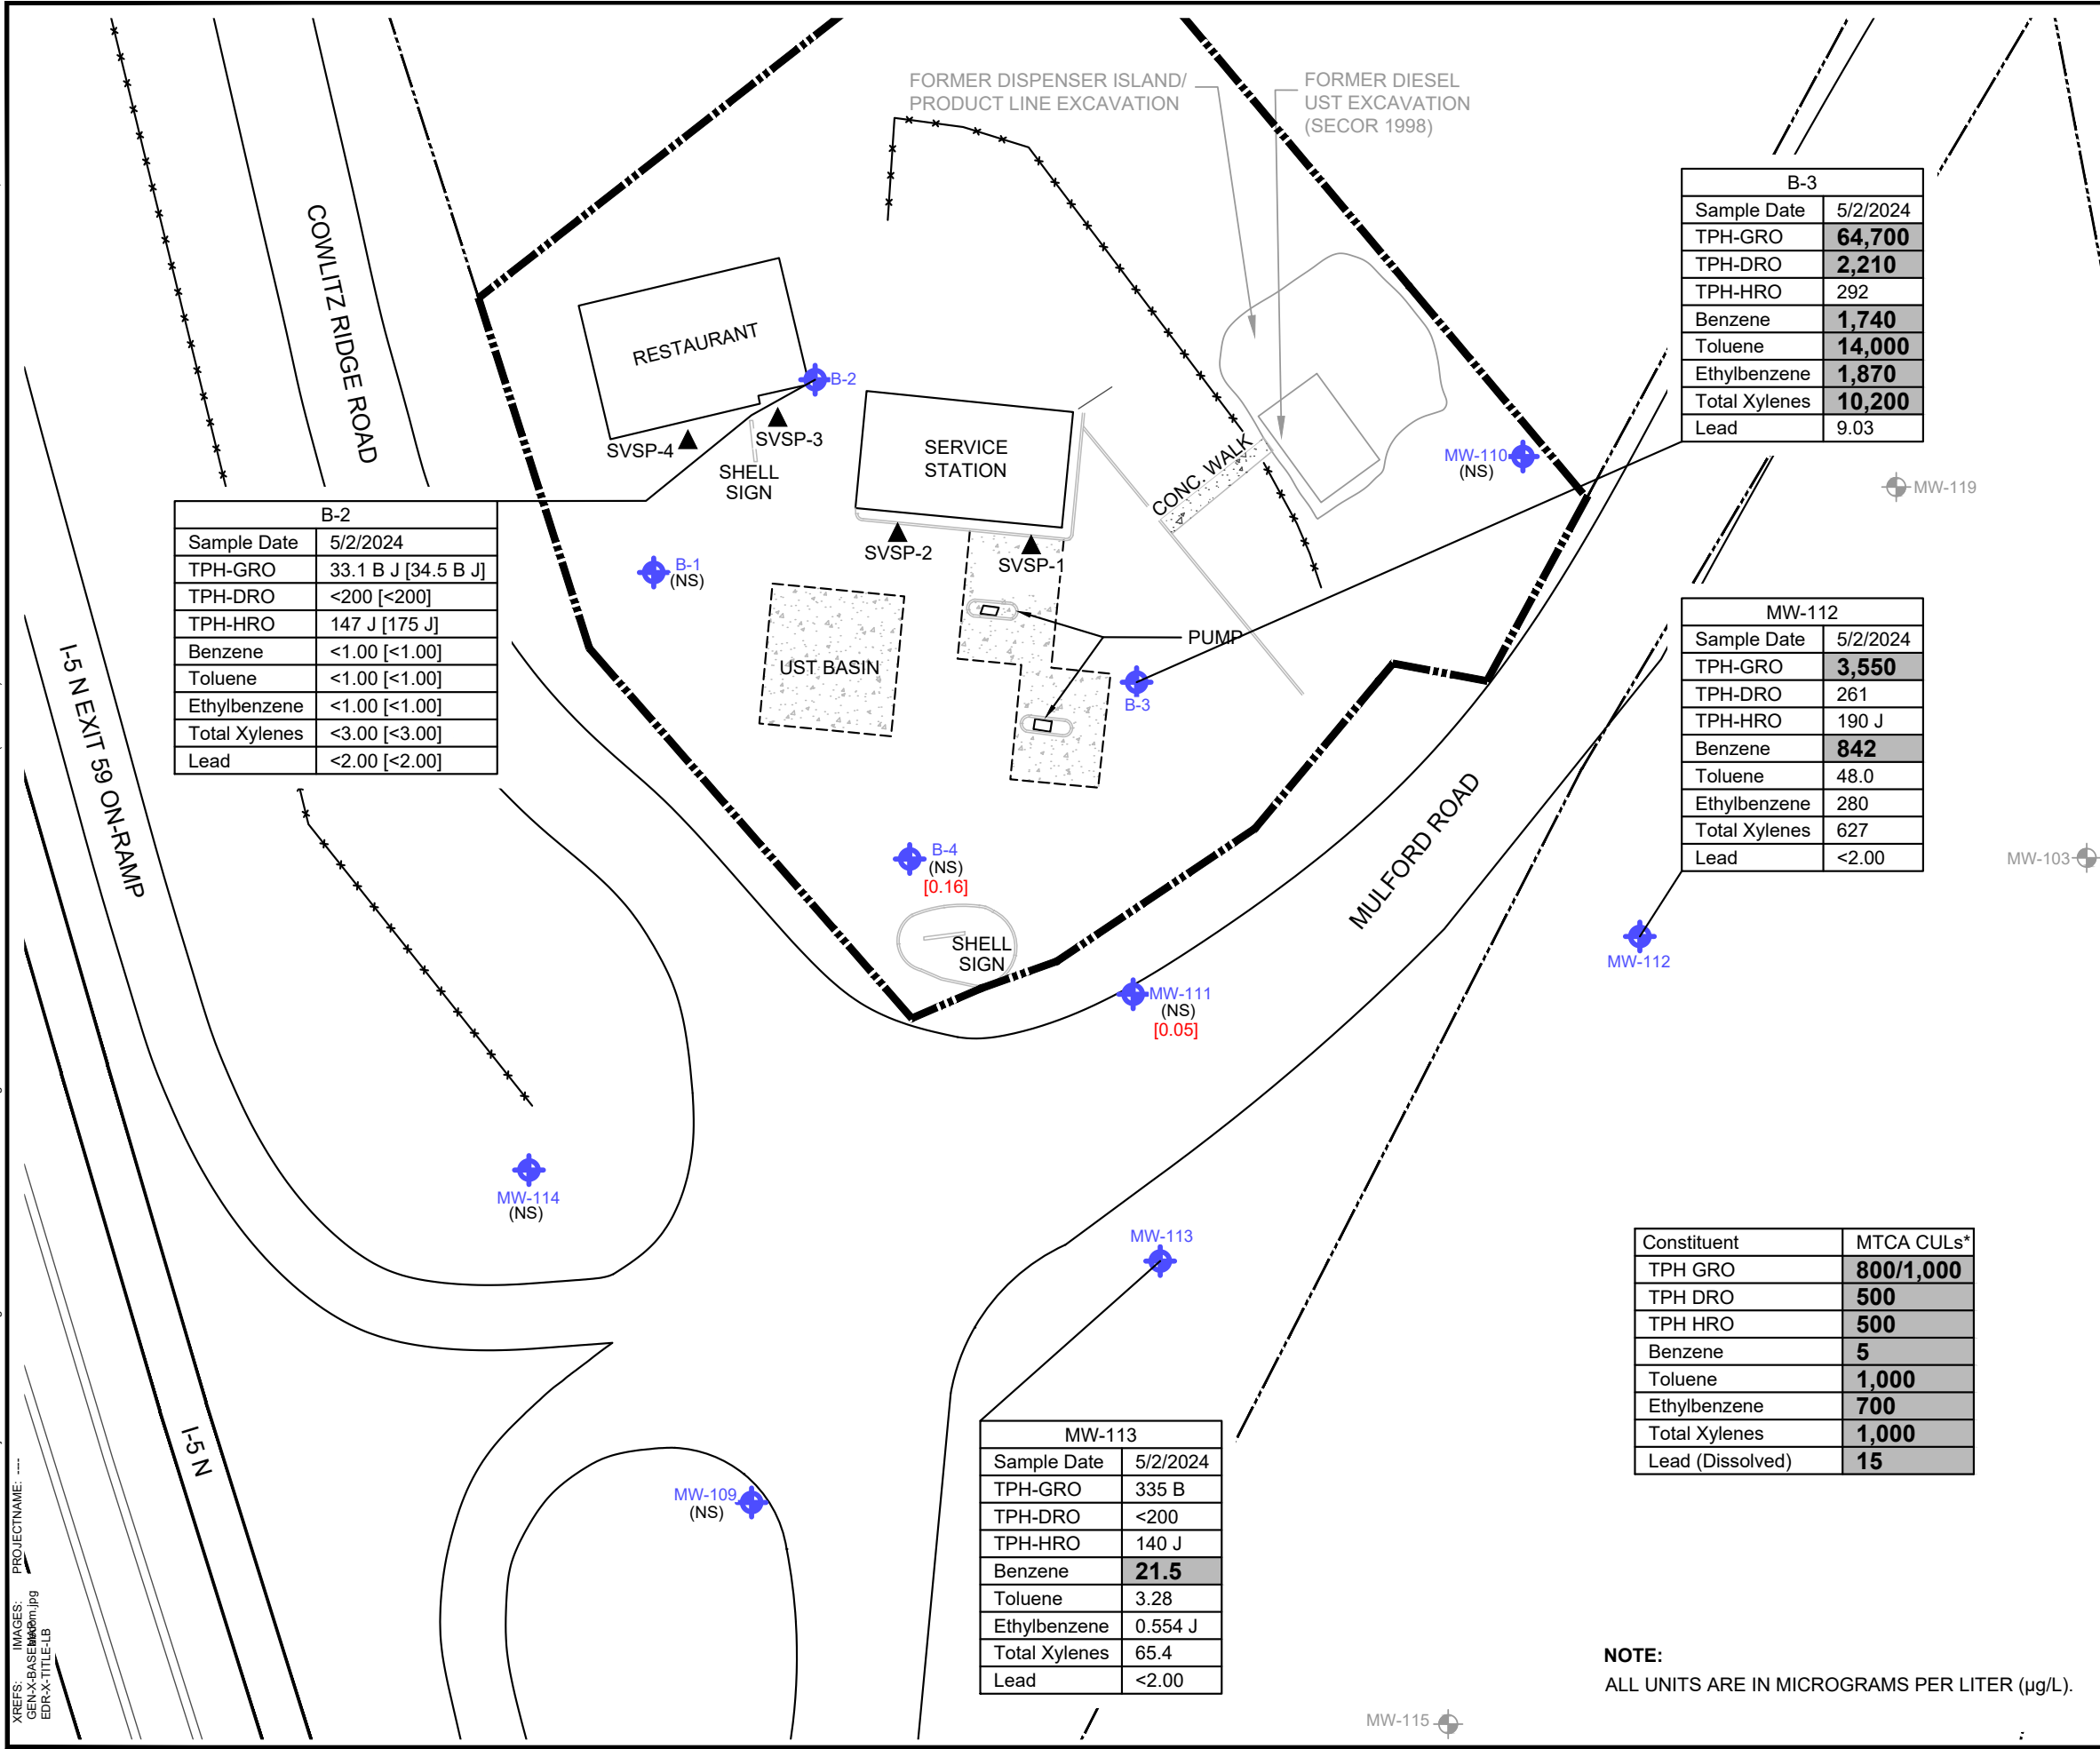 FORMER DISPENSER ISLAND/
PRODUCT LINE EXCAVATION
FORMER DIESEL
UST EXCAVATION
(SECOR 1998)
B-3
Sample Date 5/2/2024
TPH-GRO 64,700
TPH-DRO 2,210
TPH-HRO 292
Benzene 1,740
Toluene 14,000
Ethylbenzene 1,870
Total Xylenes 10,200
Lead 9.03
COWLITZ RIDGE ROAD
RESTAURANT
B-2
SVSP-4
SVSP-3
SHELL
SIGN
SERVICE
STATION
CONC. WALK
MW-110
(NS)
MW-119
B-2
Sample Date 5/2/2024
TPH-GRO 33.1 B J [34.5 B J]
TPH-DRO <200 [<200]
TPH-HRO 147 J [175 J]
Benzene <1.00 [<1.00]
Toluene <1.00 [<1.00]
Ethylbenzene <1.00 [<1.00]
Total Xylenes <3.00 [<3.00]
Lead <2.00 [<2.00]
SVSP-2
SVSP-1
B-1
(NS)
UST BASIN
PUMP
B-3
MW-112
Sample Date 5/2/2024
TPH-GRO 3,550
TPH-DRO 261
TPH-HRO 190 J
Benzene 842
Toluene 48.0
Ethylbenzene 280
Total Xylenes 627
Lead <2.00
I-5 N EXIT 59 ON-RAMP
MULFORD ROAD
MW-103
B-4
(NS)
[0.16]
SHELL
SIGN
MW-112
MW-111
(NS)
[0.05]
MW-114
(NS)
MW-113
Constituent MTCA CULs*
TPH GRO 800/1,000
TPH DRO 500
TPH HRO 500
Benzene 5
Toluene 1,000
Ethylbenzene 700
Total Xylenes 1,000
Lead (Dissolved) 15
I-5 N
MW-109
(NS)
MW-113
Sample Date 5/2/2024
TPH-GRO 335 B
TPH-DRO <200
TPH-HRO 140 J
Benzene 21.5
Toluene 3.28
Ethylbenzene 0.554 J
Total Xylenes 65.4
Lead <2.00
MW-115
NOTE:
ALL UNITS ARE IN MICROGRAMS PER LITER (µg/L).
XREFS: IMAGES: PROJECTNAME: ----
GEN-X-BASEMAP
EDR-X-TITLE-LB